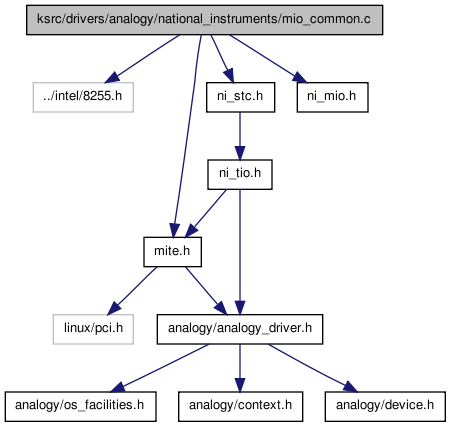 ksrc/drivers/analogy/national_instruments/mio_common.c
../intel/8255.h
ni_stc.h
ni_mio.h
ni_tio.h
mite.h
linux/pci.h
analogy/analogy_driver.h
analogy/os_facilities.h
analogy/context.h
analogy/device.h